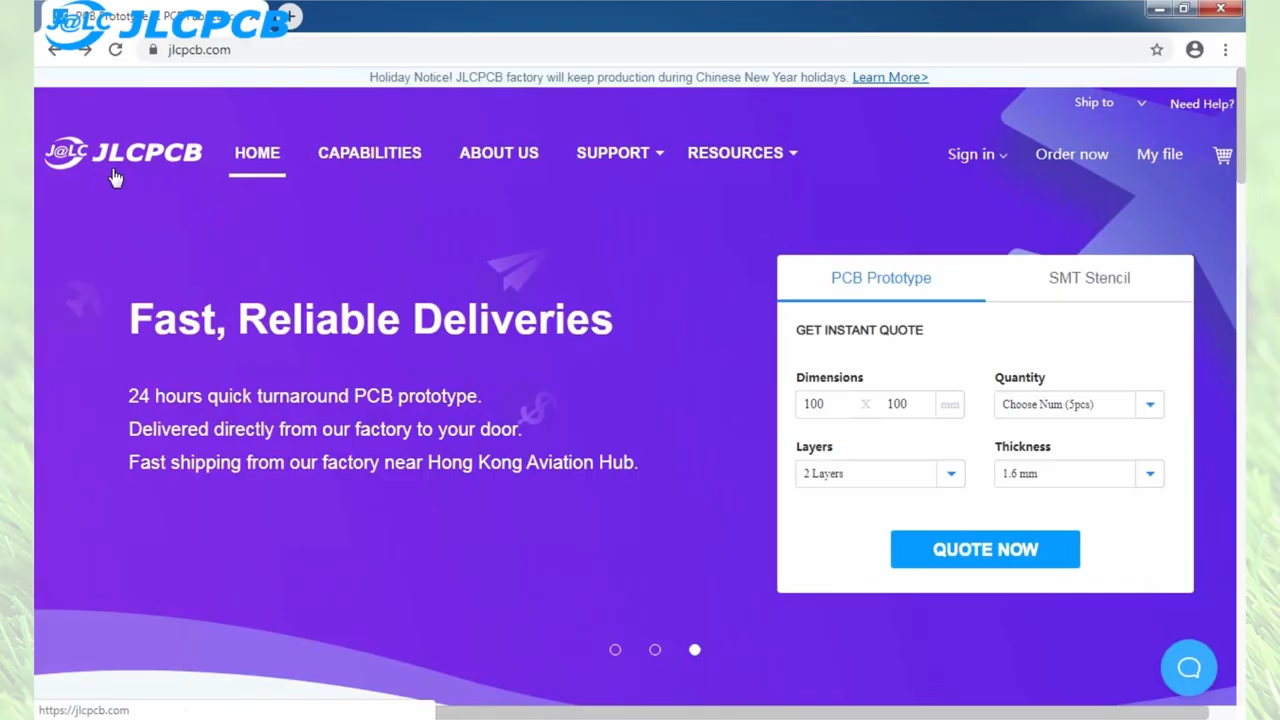 J@LC JLCPCB
jlcpcb.com
Holiday Notice! JLCPCB factory will keep production during Chinese New Year holidays. Learn More>
Ship to
Need Help?
J@LC JLCPCB
HOME
CAPABILITIES
ABOUT US
SUPPORT
RESOURCES
Sign in
Order now
My file
PCB Prototype
SMT Stencil
Fast, Reliable Deliveries
GET INSTANT QUOTE
24 hours quick turnaround PCB prototype.
Delivered directly from our factory to your door.
Fast shipping from our factory near Hong Kong Aviation Hub.
Dimensions
Quantity
100 X 100 mm
Choose Num (5pcs)
Layers
Thickness
2 Layers
1.6 mm
QUOTE NOW
https://jlcpcb.com